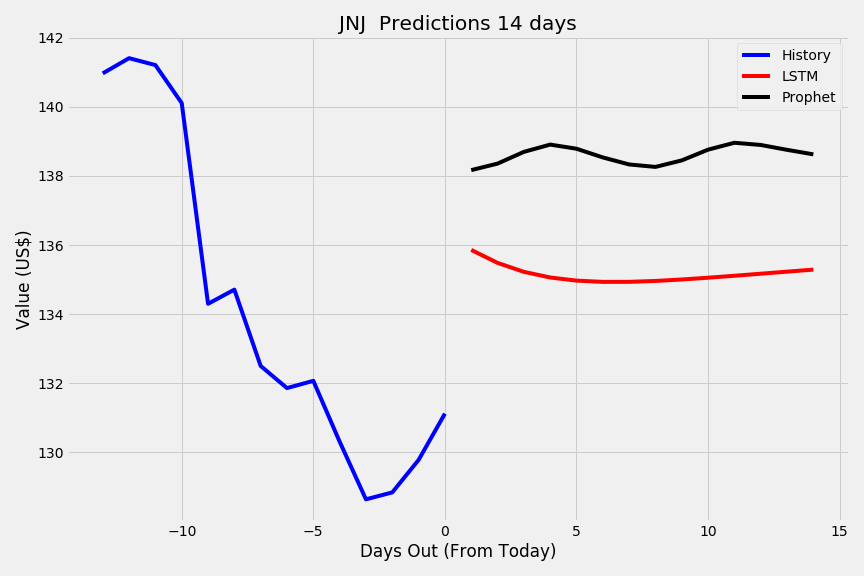 JNJ  Predictions 14 days
History
LSTM
Prophet
Value (US$)
142
140
138
136
134
132
130
−10
−5
0
5
10
15
Days Out (From Today)